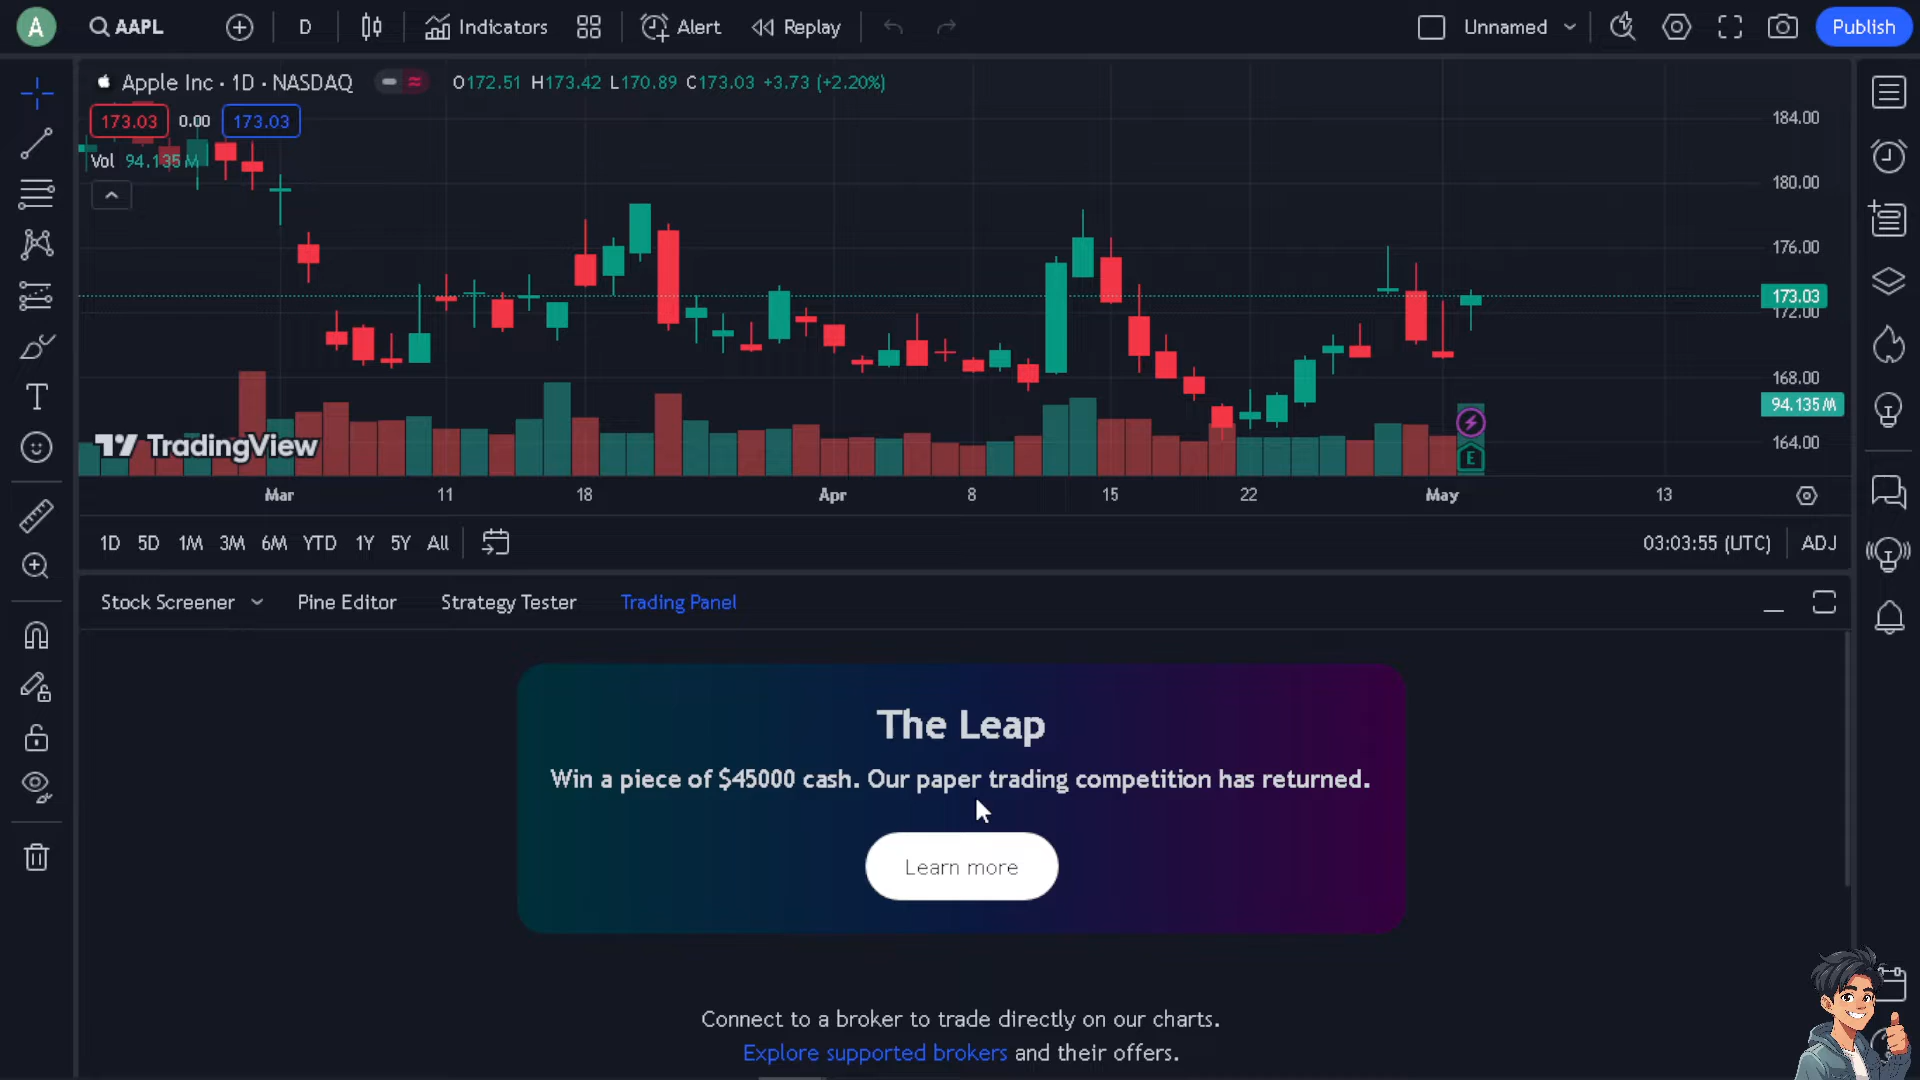 A AAPL D Indicators Alert Replay Unnamed Publish
Apple Inc · 1D · NASDAQ O172.51 H173.42 L170.89 C173.03 +3.73 (+2.20%)
173.03 0.00 173.03
Vol 94.135 M
184.00
180.00
176.00
173.03
172.00
168.00
94.135 M
164.00
TradingView
E
Mar 11 18 Apr 8 15 22 May 13
1D 5D 1M 3M 6M YTD 1Y 5Y All 03:03:55 (UTC) ADJ
Stock Screener Pine Editor Strategy Tester Trading Panel
The Leap
Win a piece of $45000 cash. Our paper trading competition has returned.
Learn more
Connect to a broker to trade directly on our charts.
Explore supported brokers and their offers.